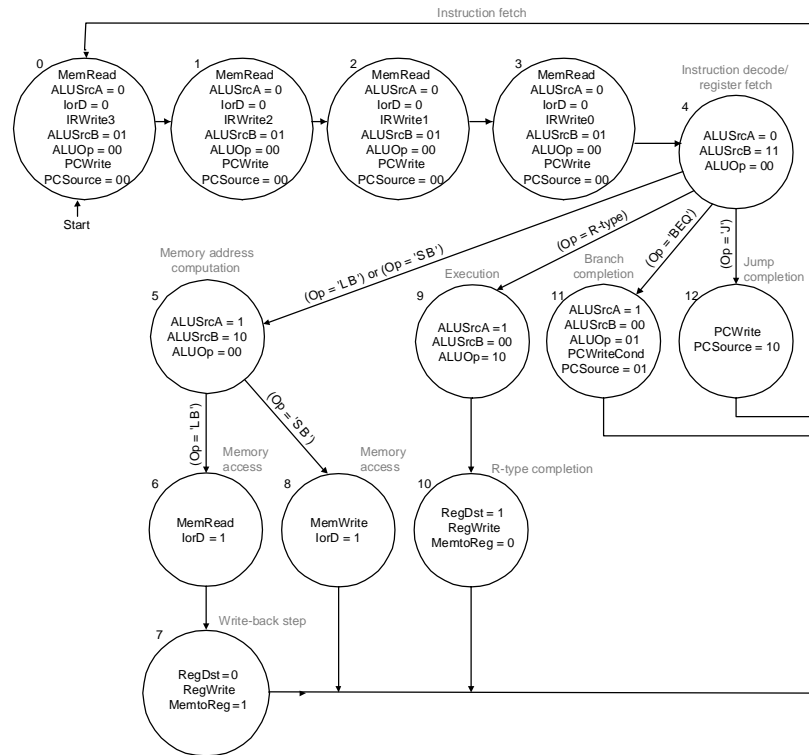 Instruction fetch
0
MemRead
ALUSrcA = 0
IorD = 0
IRWrite3
ALUSrcB = 01
ALUOp = 00
PCWrite
PCSource = 00
Start
1
MemRead
ALUSrcA = 0
IorD = 0
IRWrite2
ALUSrcB = 01
ALUOp = 00
PCWrite
PCSource = 00
2
MemRead
ALUSrcA = 0
IorD = 0
IRWrite1
ALUSrcB = 01
ALUOp = 00
PCWrite
PCSource = 00
3
MemRead
ALUSrcA = 0
IorD = 0
IRWrite0
ALUSrcB = 01
ALUOp = 00
PCWrite
PCSource = 00
Instruction decode/
register fetch
4
ALUSrcA = 0
ALUSrcB = 11
ALUOp = 00
(Op = 'LB') or (Op = 'SB')
(Op = R-type)
(Op = 'BEQ')
(Op = 'J')
Memory address
computation
5
ALUSrcA = 1
ALUSrcB = 10
ALUOp = 00
Execution
9
ALUSrcA = 1
ALUSrcB = 00
ALUOp = 10
Branch
completion
11
ALUSrcA = 1
ALUSrcB = 00
ALUOp = 01
PCWriteCond
PCSource = 01
Jump
completion
12
PCWrite
PCSource = 10
(Op = 'LB')
(Op = 'SB')
Memory
access
6
MemRead
IorD = 1
Memory
access
8
MemWrite
IorD = 1
R-type completion
10
RegDst = 1
RegWrite
MemtoReg = 0
Write-back step
7
RegDst = 0
RegWrite
MemtoReg = 1